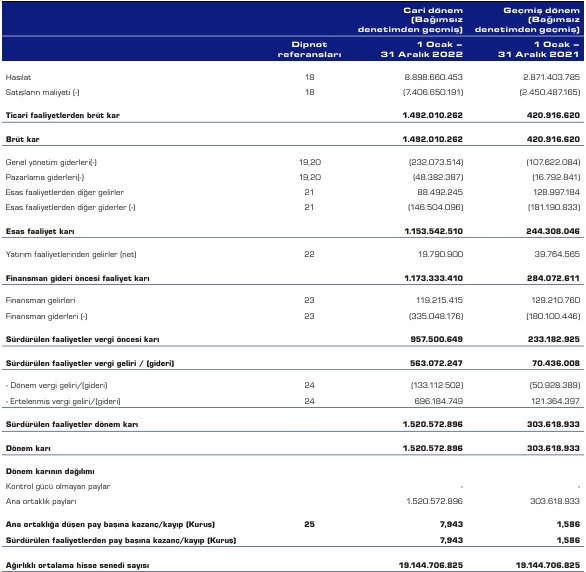 Cari dönem Geçmiş dönem
(Bağımsız (Bağımsız
denetimden geçmiş) denetimden geçmiş)
Dipnot 1 Ocak – 1 Ocak –
referansları 31 Aralık 2022 31 Aralık 2021
Hasılat 18 8.898.660.453 2.871.403.785
Satışların maliyeti (-) 18 (7.406.650.191) (2.450.487.165)
Ticari faaliyetlerden brüt kar 1.492.010.262 420.916.620
Brüt kar 1.492.010.262 420.916.620
Genel yönetim giderleri(-) 19,20 (232.073.514) (107.622.084)
Pazarlama giderleri(-) 19,20 (48.382.387) (16.792.841)
Esas faaliyetlerden diğer gelirler 21 88.492.245 128.997.184
Esas faaliyetlerden diğer giderler (-) 21 (146.504.096) (181.190.833)
Esas faaliyet karı 1.153.542.510 244.308.046
Yatırım faaliyetlerinden gelirler (net) 22 19.790.900 39.764.565
Finansman gideri öncesi faaliyet karı 1.173.333.410 284.072.611
Finansman gelirleri 23 119.215.415 129.210.760
Finansman giderleri (-) 23 (335.048.176) (180.100.446)
Sürdürülen faaliyetler vergi öncesi karı 957.500.649 233.182.925
Sürdürülen faaliyetler vergi geliri / (gideri) 563.072.247 70.436.008
- Dönem vergi geliri/(gideri) 24 (133.112.502) (50.928.389)
- Ertelenmiş vergi geliri/(gideri) 24 696.184.749 121.364.397
Sürdürülen faaliyetler dönem karı 1.520.572.896 303.618.933
Dönem karı 1.520.572.896 303.618.933
Dönem karının dağılımı
Kontrol gücü olmayan paylar - -
Ana ortaklık payları 1.520.572.896 303.618.933
Ana ortaklığa düşen pay başına kazanç/kayıp (Kuruş) 25 7,943 1,586
Sürdürülen faaliyetlerden pay başına kazanç/kayıp (Kuruş) 7,943 1,586
Ağırlıklı ortalama hisse senedi sayısı 19.144.706.825 19.144.706.825